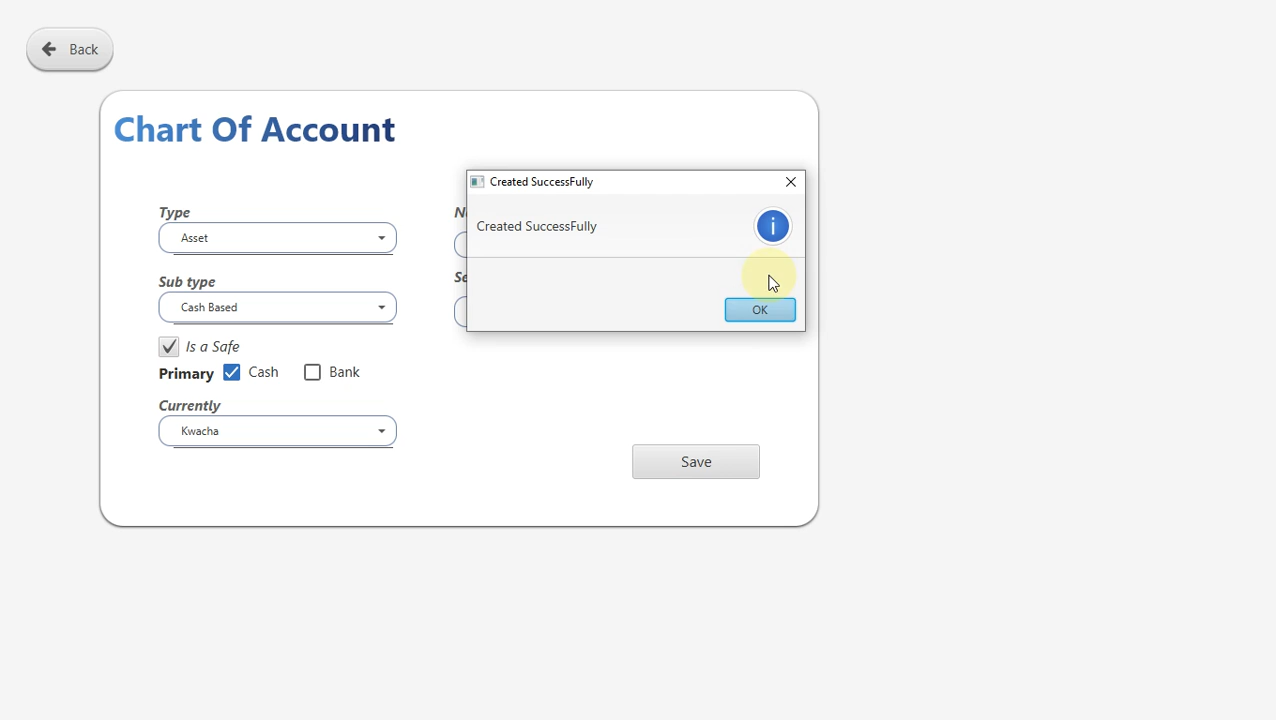 Back
Chart Of Account
Created SuccessFully
Type
Asset
Created SuccessFully
Sub type
Cash Based
OK
Is a Safe
Primary Cash Bank
Currently
Kwacha
Save